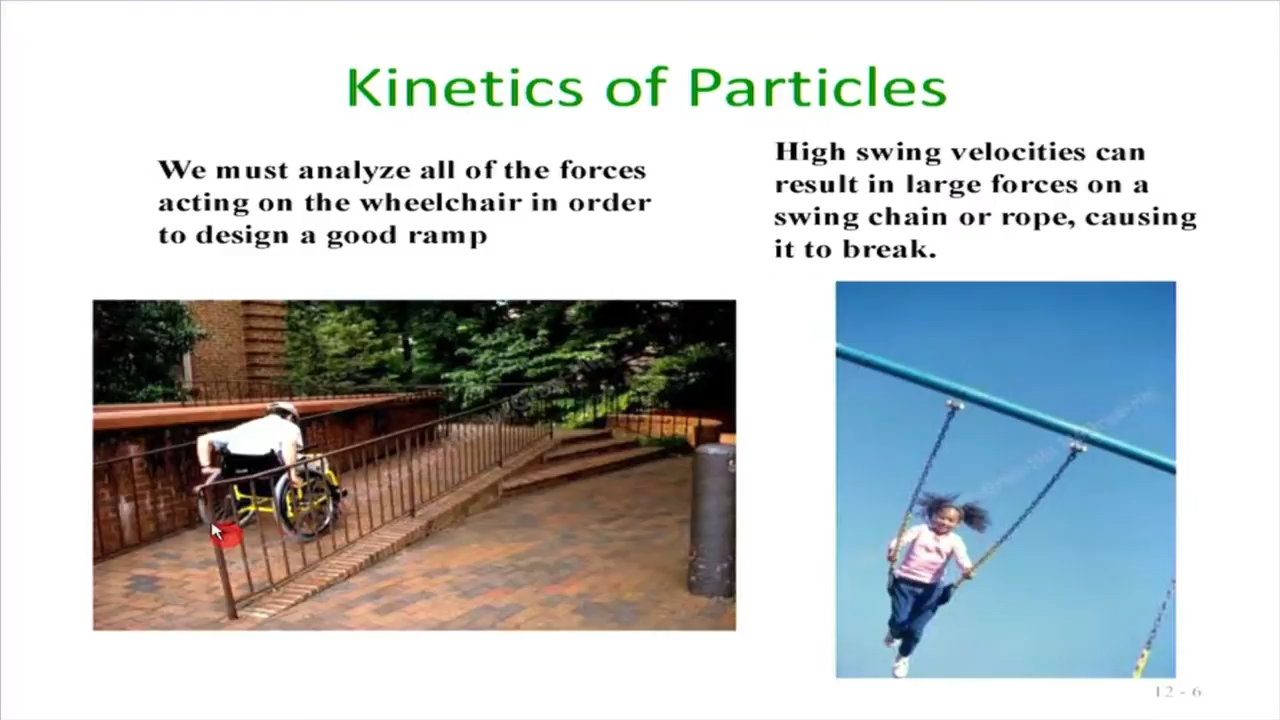 Kinetics of Particles
We must analyze all of the forces
acting on the wheelchair in order
to design a good ramp
High swing velocities can
result in large forces on a
swing chain or rope, causing
it to break.
12 - 6